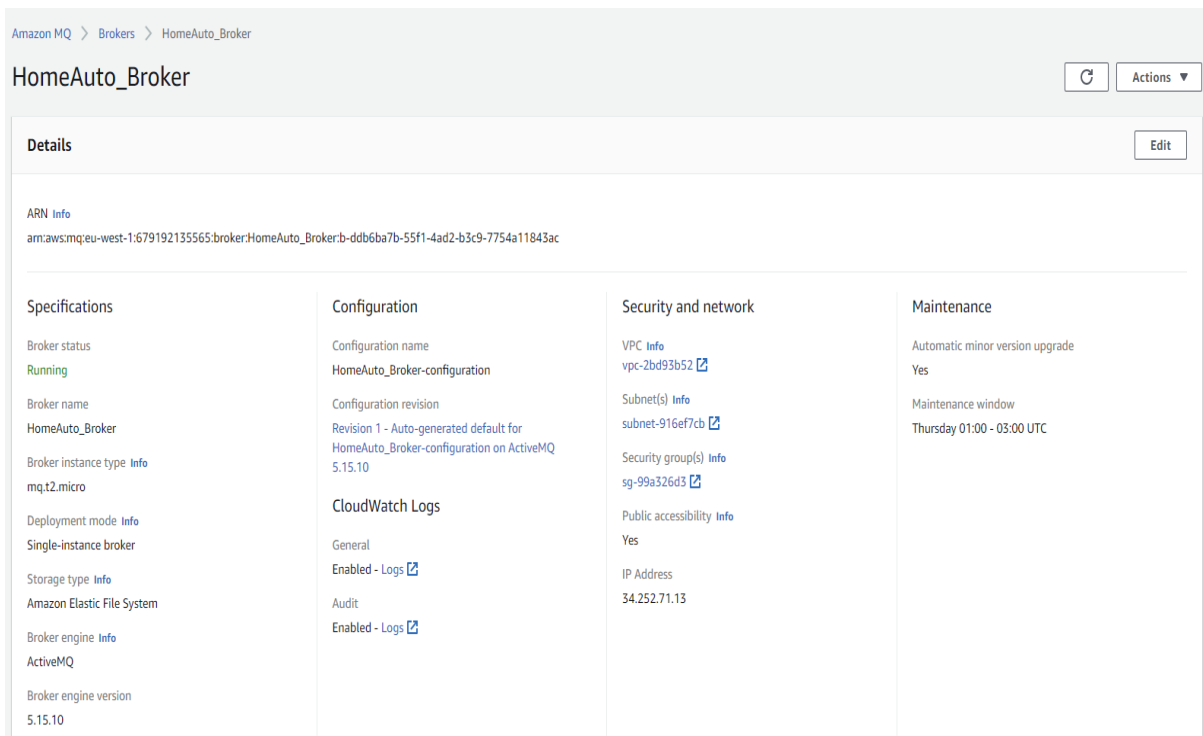 Amazon MQ > Brokers > HomeAuto_Broker
HomeAuto_Broker
Actions ▼
Details
Edit
ARN Info
arn:aws:mq:eu-west-1:679192135565:broker:HomeAuto_Broker:b-ddb6ba7b-55f1-4ad2-b3c9-7754a11843ac
Specifications
Broker status
Running
Broker name
HomeAuto_Broker
Broker instance type Info
mq.t2.micro
Deployment mode Info
Single-instance broker
Storage type Info
Amazon Elastic File System
Broker engine Info
ActiveMQ
Broker engine version
5.15.10
Configuration
Configuration name
HomeAuto_Broker-configuration
Configuration revision
Revision 1 - Auto-generated default for
HomeAuto_Broker-configuration on ActiveMQ
5.15.10
CloudWatch Logs
General
Enabled - Logs
Audit
Enabled - Logs
Security and network
VPC Info
vpc-2bd93b52
Subnet(s) Info
subnet-916ef7cb
Security group(s) Info
sg-99a326d3
Public accessibility Info
Yes
IP Address
34.252.71.13
Maintenance
Automatic minor version upgrade
Yes
Maintenance window
Thursday 01:00 - 03:00 UTC